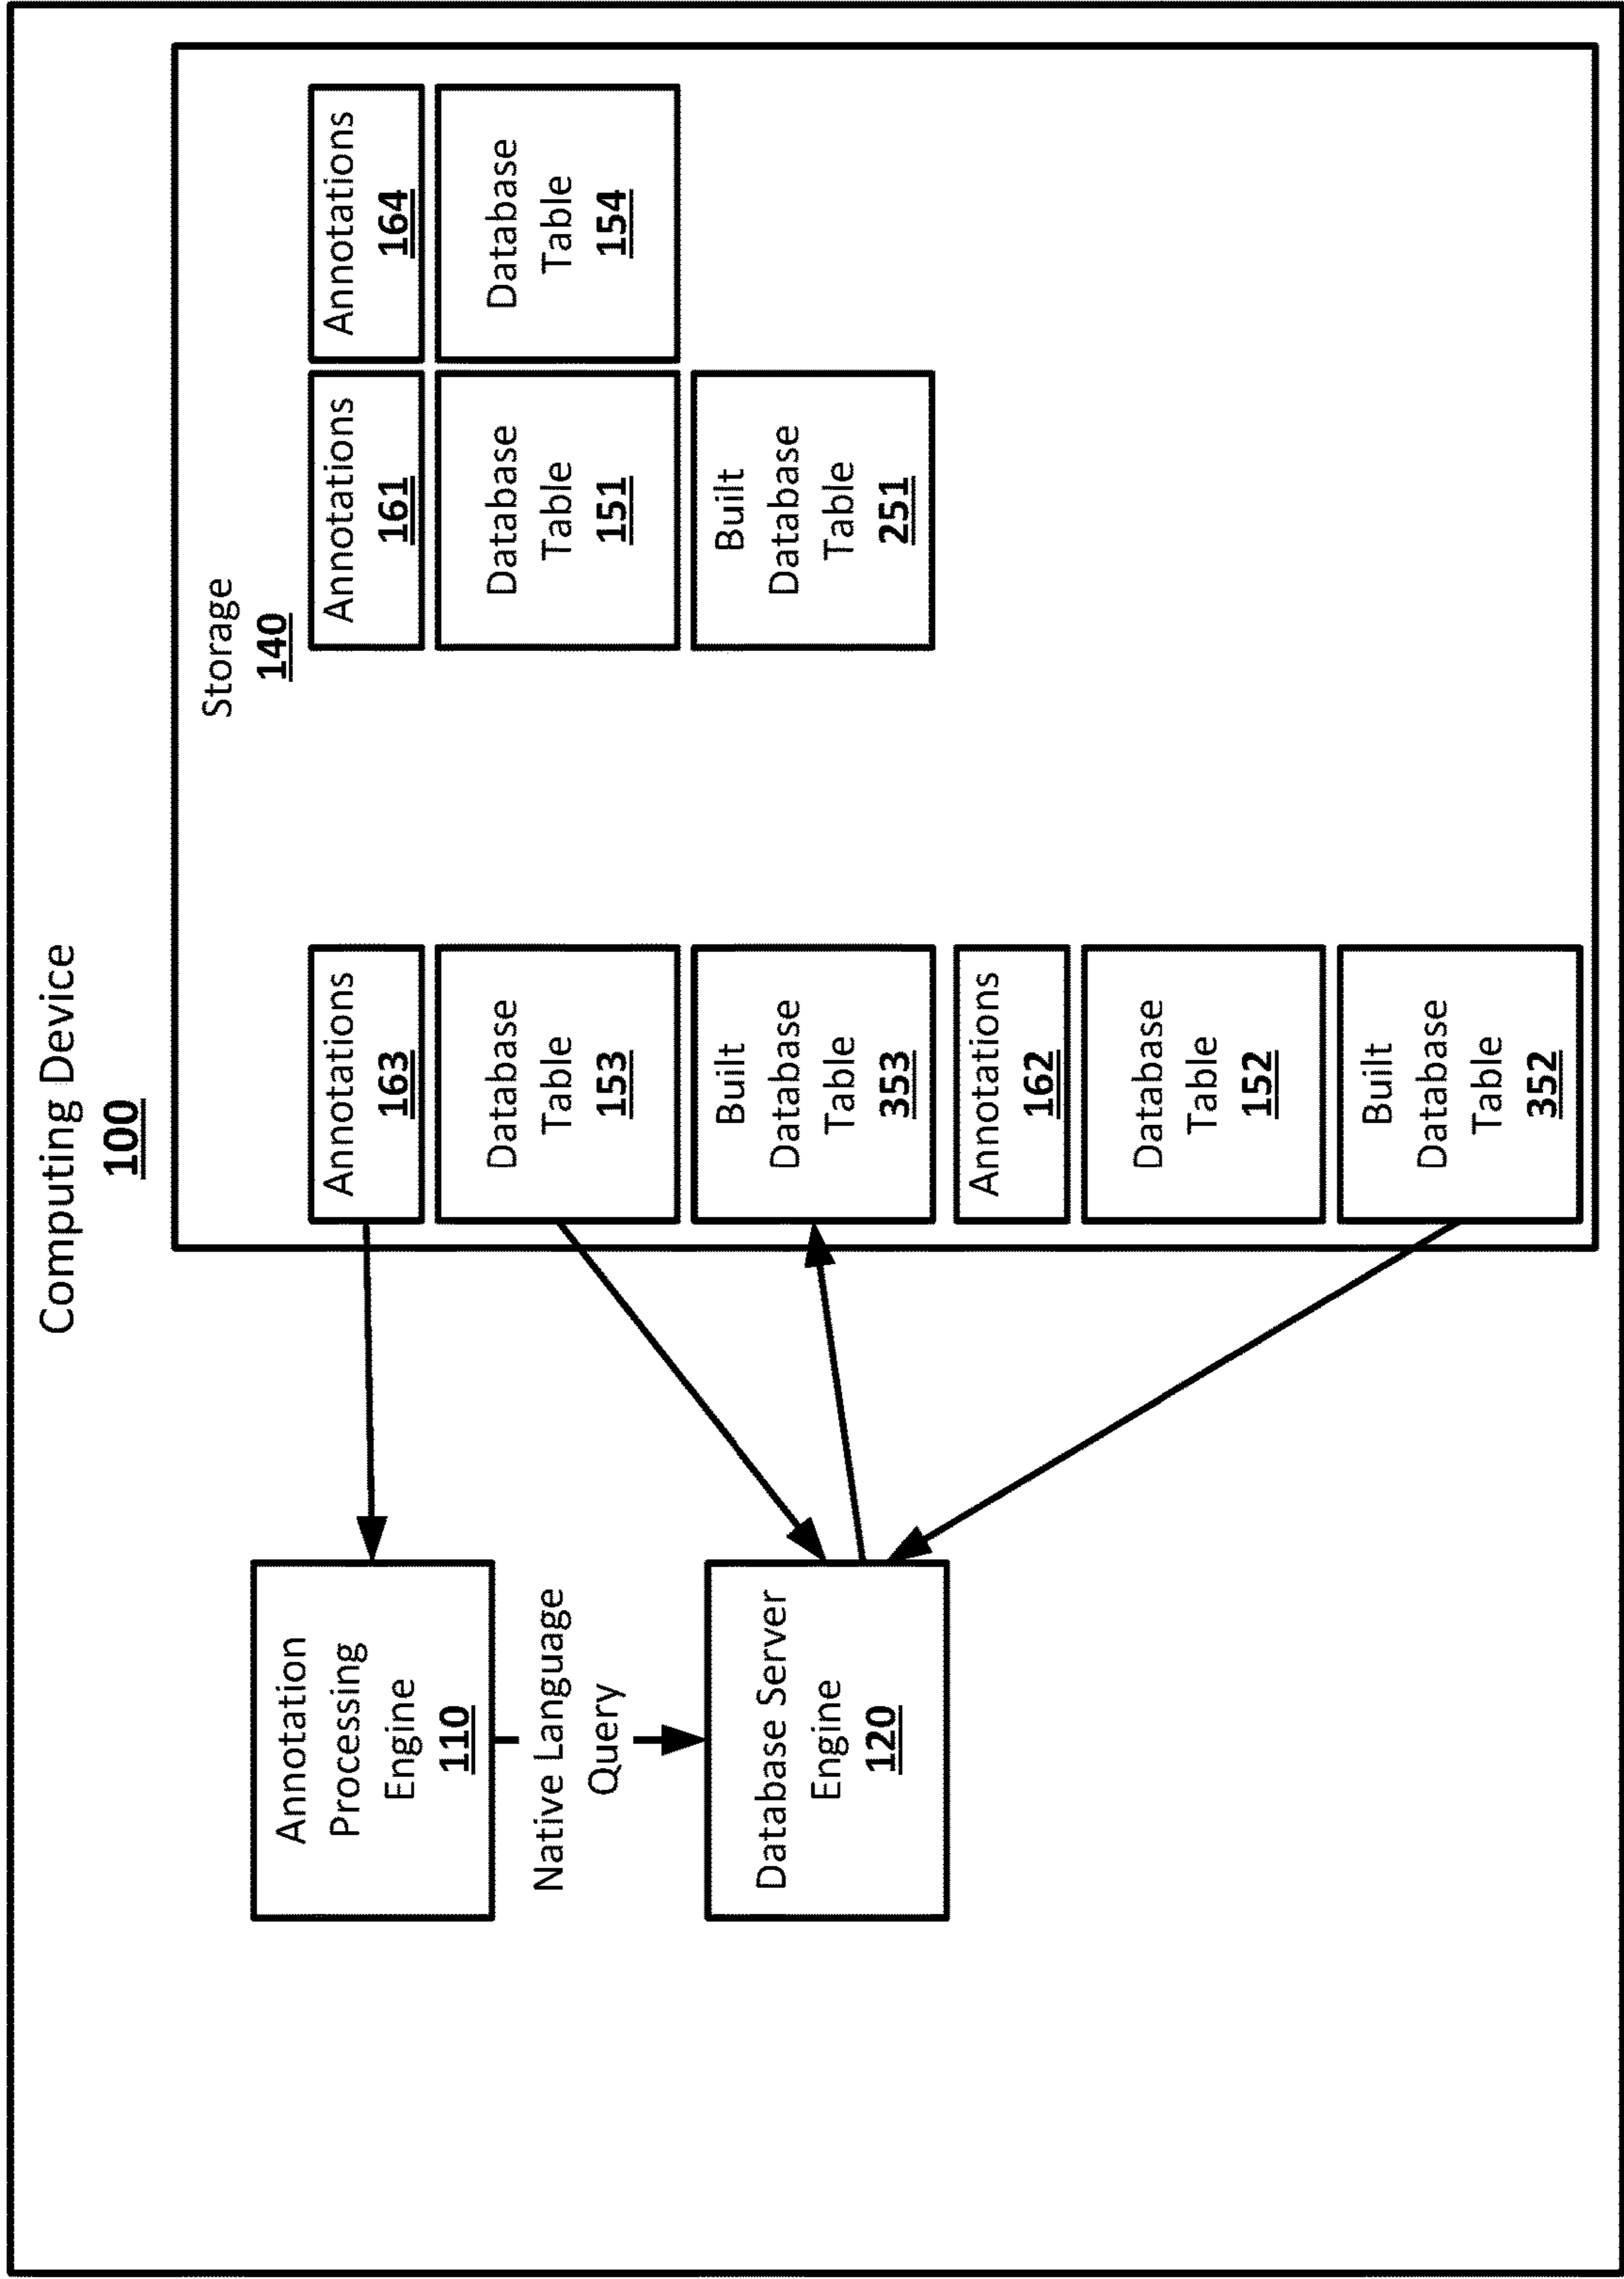 Computing Device
100
Annotation
Processing
Engine
110
Native Language
Query
Database Server
Engine
120
Storage
140
Annotations
163
Database
Table
153
Built
Database
Table
353
Annotations
162
Database
Table
152
Built
Database
Table
352
Annotations
161
Database
Table
151
Built
Database
Table
251
Annotations
164
Database
Table
154